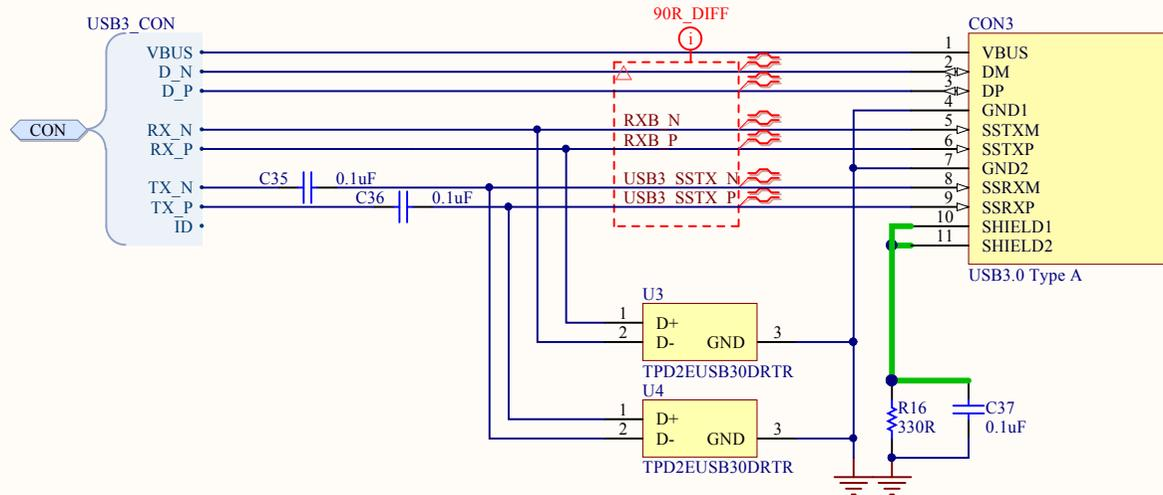 90R_DIFF
USB3_CON
CON3
i
VBUS
1
VBUS
D_N
2
DM
D_P
3
DP
4
GND1
CON
RX_N
RXB_N
5
SSTXM
RX_P
RXB_P
6
SSTXP
7
GND2
TX_N
C35
0.1uF
USB3_SSTX_N
8
SSRXM
TX_P
C36
0.1uF
USB3_SSTX_P
9
SSRXP
ID
10
SHIELD1
11
SHIELD2
USB3.0 Type A
U3
1
D+
2
D-
GND
3
TPD2EUSB30DRTR
U4
1
D+
2
D-
GND
3
TPD2EUSB30DRTR
R16
330R
C37
0.1uF